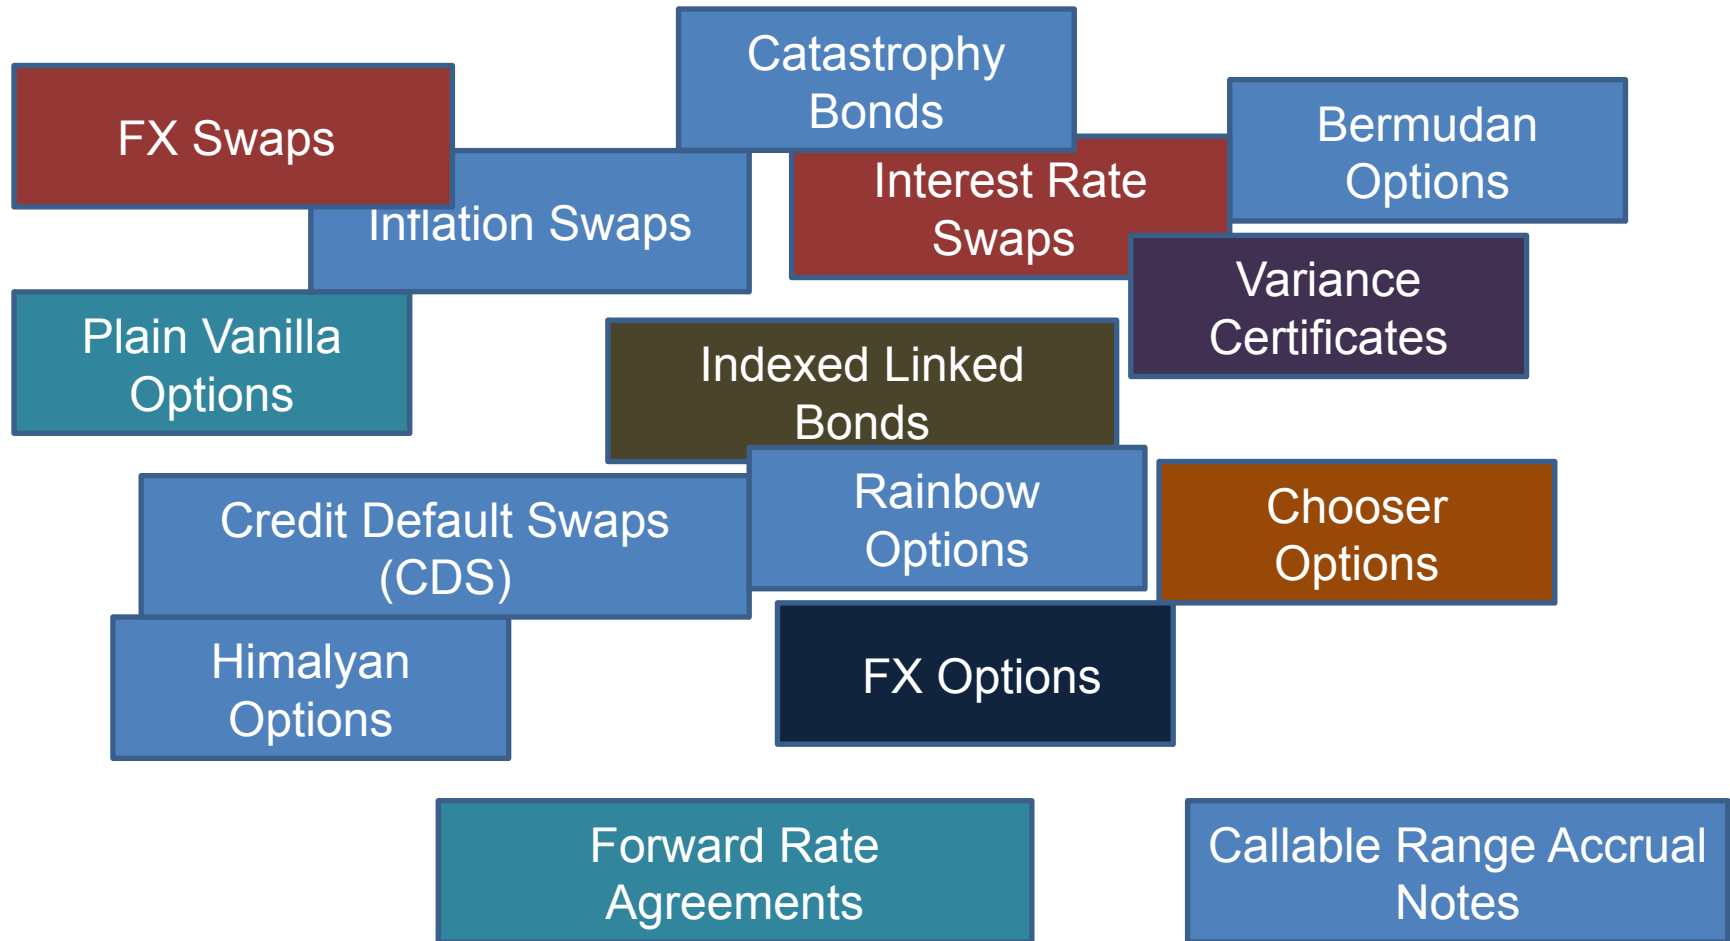 Catastrophy
Bonds
FX Swaps
Bermudan
Options
Interest Rate
Swaps
Inflation Swaps
Variance
Certificates
Plain Vanilla
Options
Indexed Linked
Bonds
Rainbow
Options
Chooser
Options
Credit Default Swaps
(CDS)
Himalyan
Options
FX Options
Forward Rate
Agreements
Callable Range Accrual
Notes